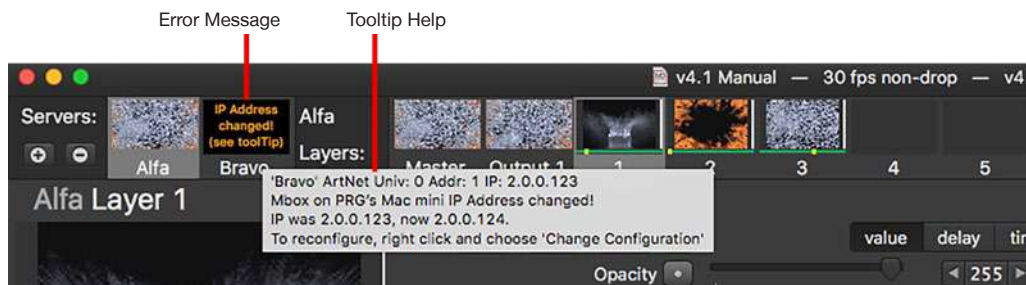 Error Message
Tooltip Help
v4.1 Manual — 30 fps non-drop — v4
Servers:
IP Address
changed!
(see toolTip)
Alfa
Bravo
Alfa
Layers:
Master
Output 1
1
2
3
4
5
'Bravo' ArtNet Univ: 0 Addr: 1 IP: 2.0.0.123
Mbox on PRG's Mac mini IP Address changed!
IP was 2.0.0.123, now 2.0.0.124.
To reconfigure, right click and choose 'Change Configuration'
Alfa Layer 1
value
delay
Opacity
255